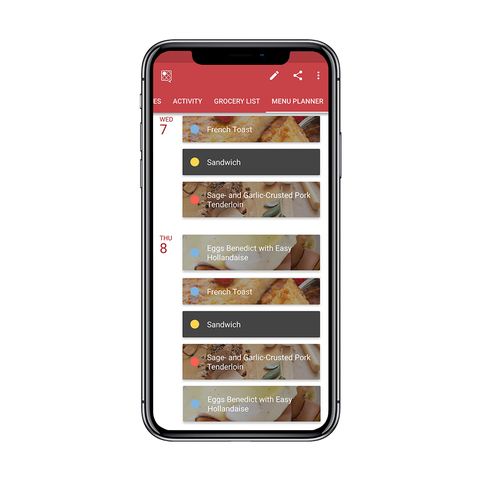 ES ACTIVITY GROCERY LIST MENU PLANNER
WED
7
French Toast
Sandwich
Sage- and Garlic-Crusted Pork
Tenderloin
THU
8
Eggs Benedict with Easy
Hollandaise
French Toast
Sandwich
Sage- and Garlic-Crusted Pork
Tenderloin
Eggs Benedict with Easy
Hollandaise